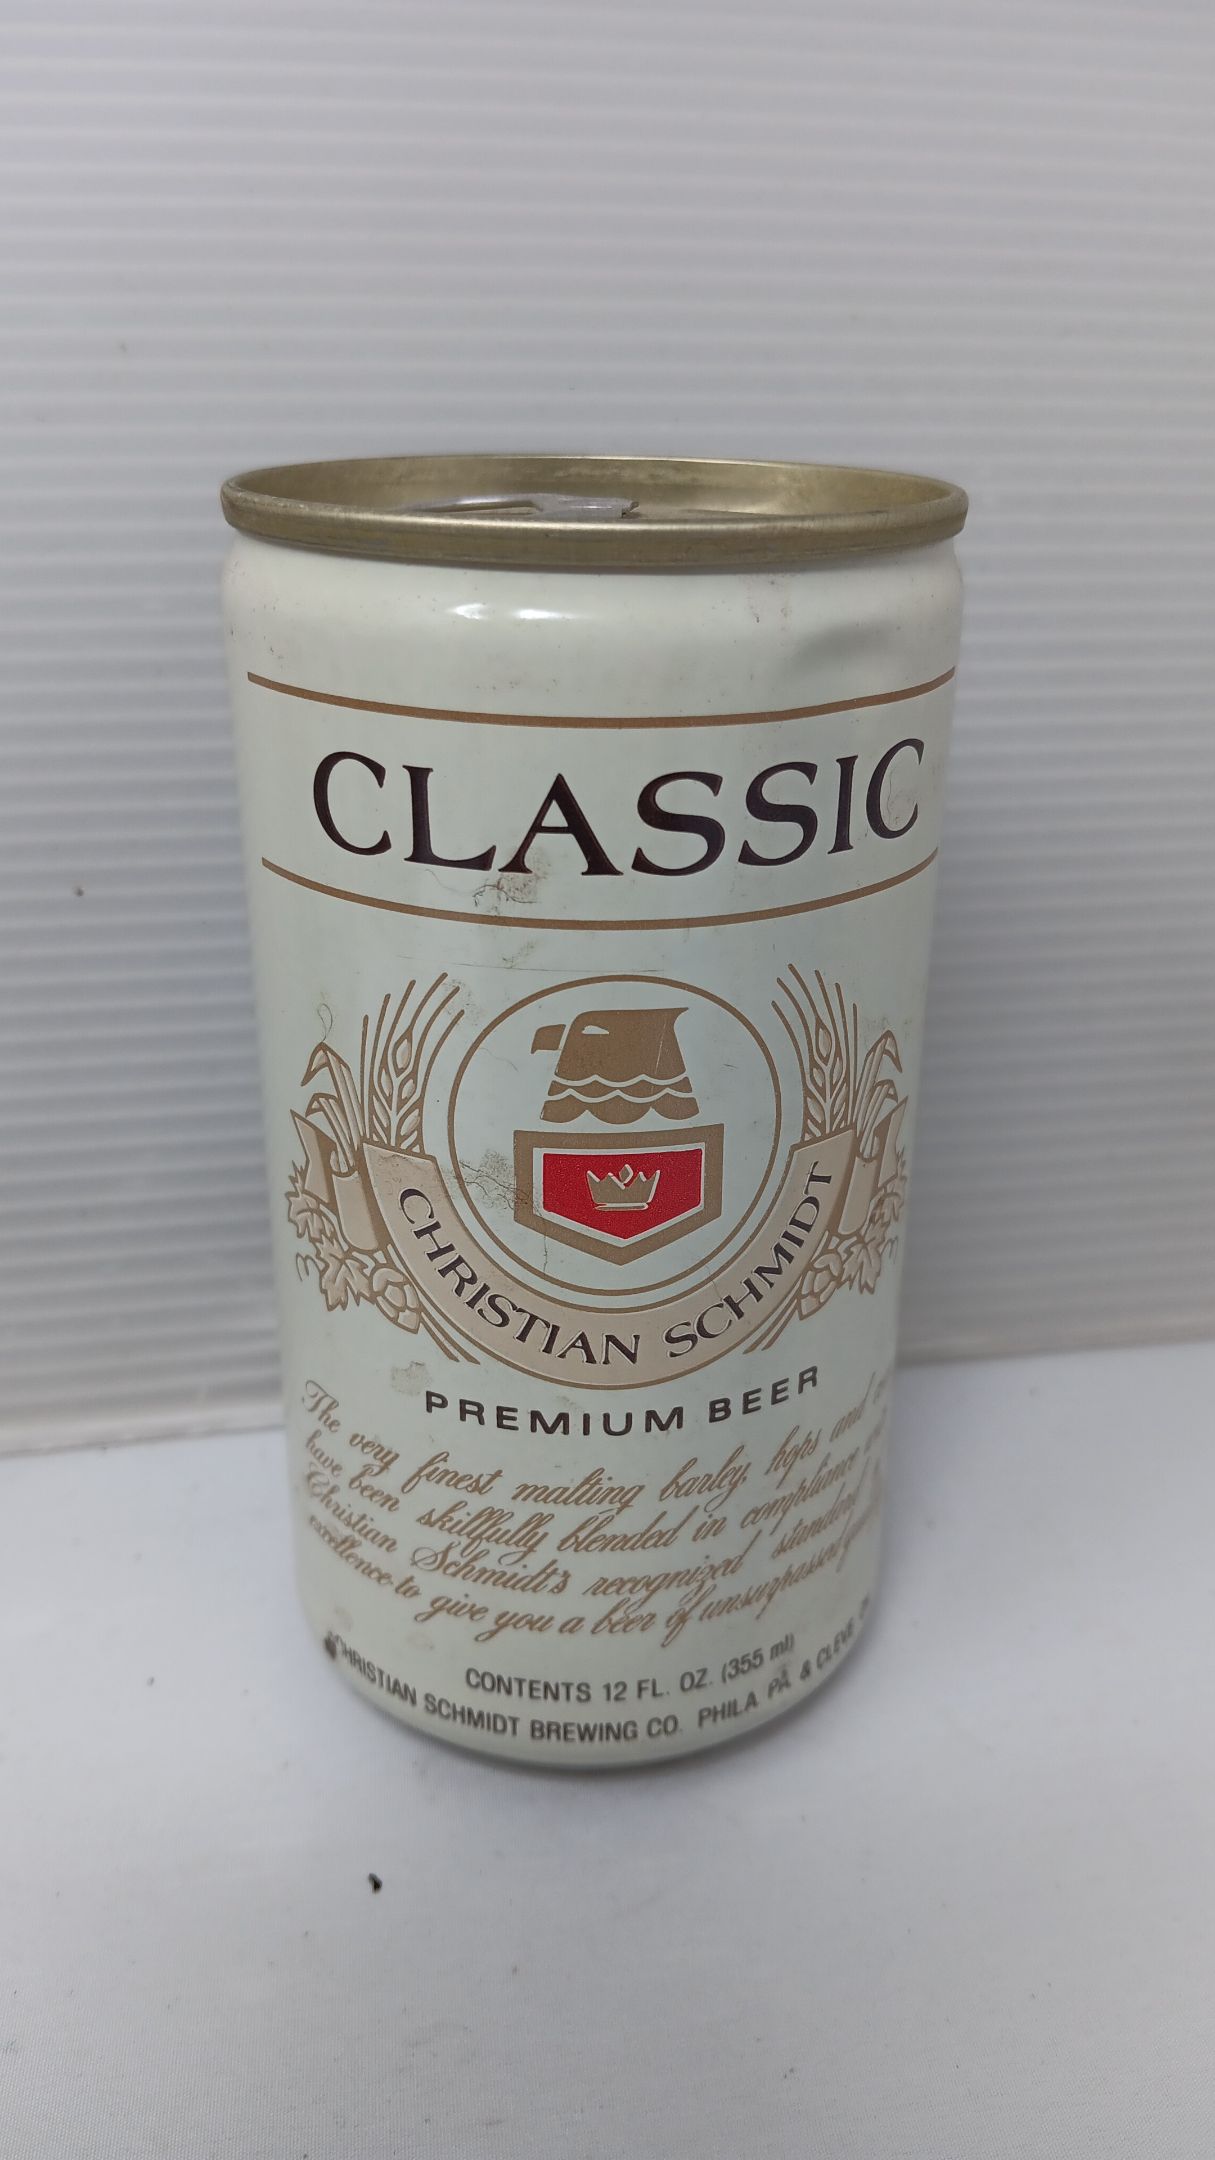 CLASSIC
CHRISTIAN SCHMIDT
PREMIUM BEER
The very finest malting barley, hops and
have been skillfully blended in compliance
Christian Schmidt's recognized standard
excellence to give you a beer of unsurpassed
CONTENTS 12 FL. OZ. (355 ml)
CHRISTIAN SCHMIDT BREWING CO. PHILA. PA. & CLEVE.